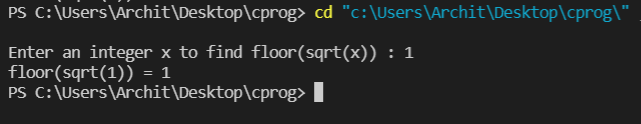 PS C:\Users\Archit\Desktop\cprog> cd "c:\Users\Archit\Desktop\cprog\"
Enter an integer x to find floor(sqrt(x)) : 1
floor(sqrt(1)) = 1
PS C:\Users\Archit\Desktop\cprog>